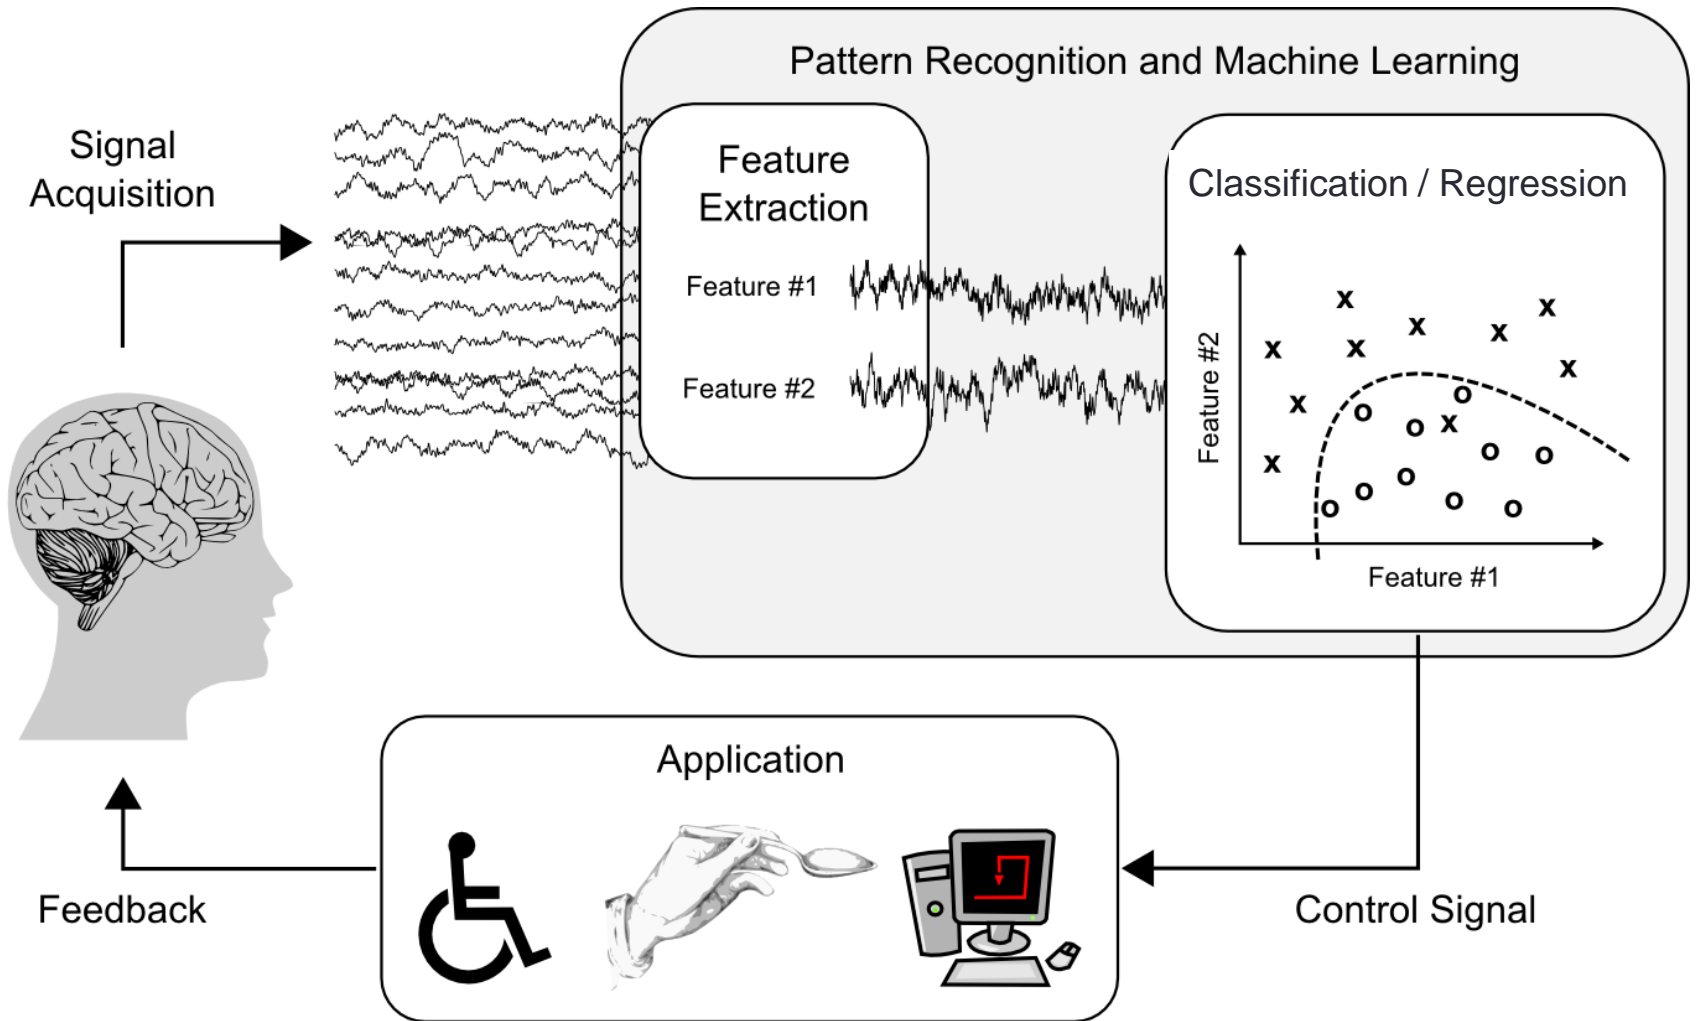 Pattern Recognition and Machine Learning
Signal
Acquisition
Feature
Extraction
Feature #1
Feature #2
Classification / Regression
x x x x x x x x x x x
o o o o o o o o o o o
Feature #2
Feature #1
Application
Feedback
Control Signal